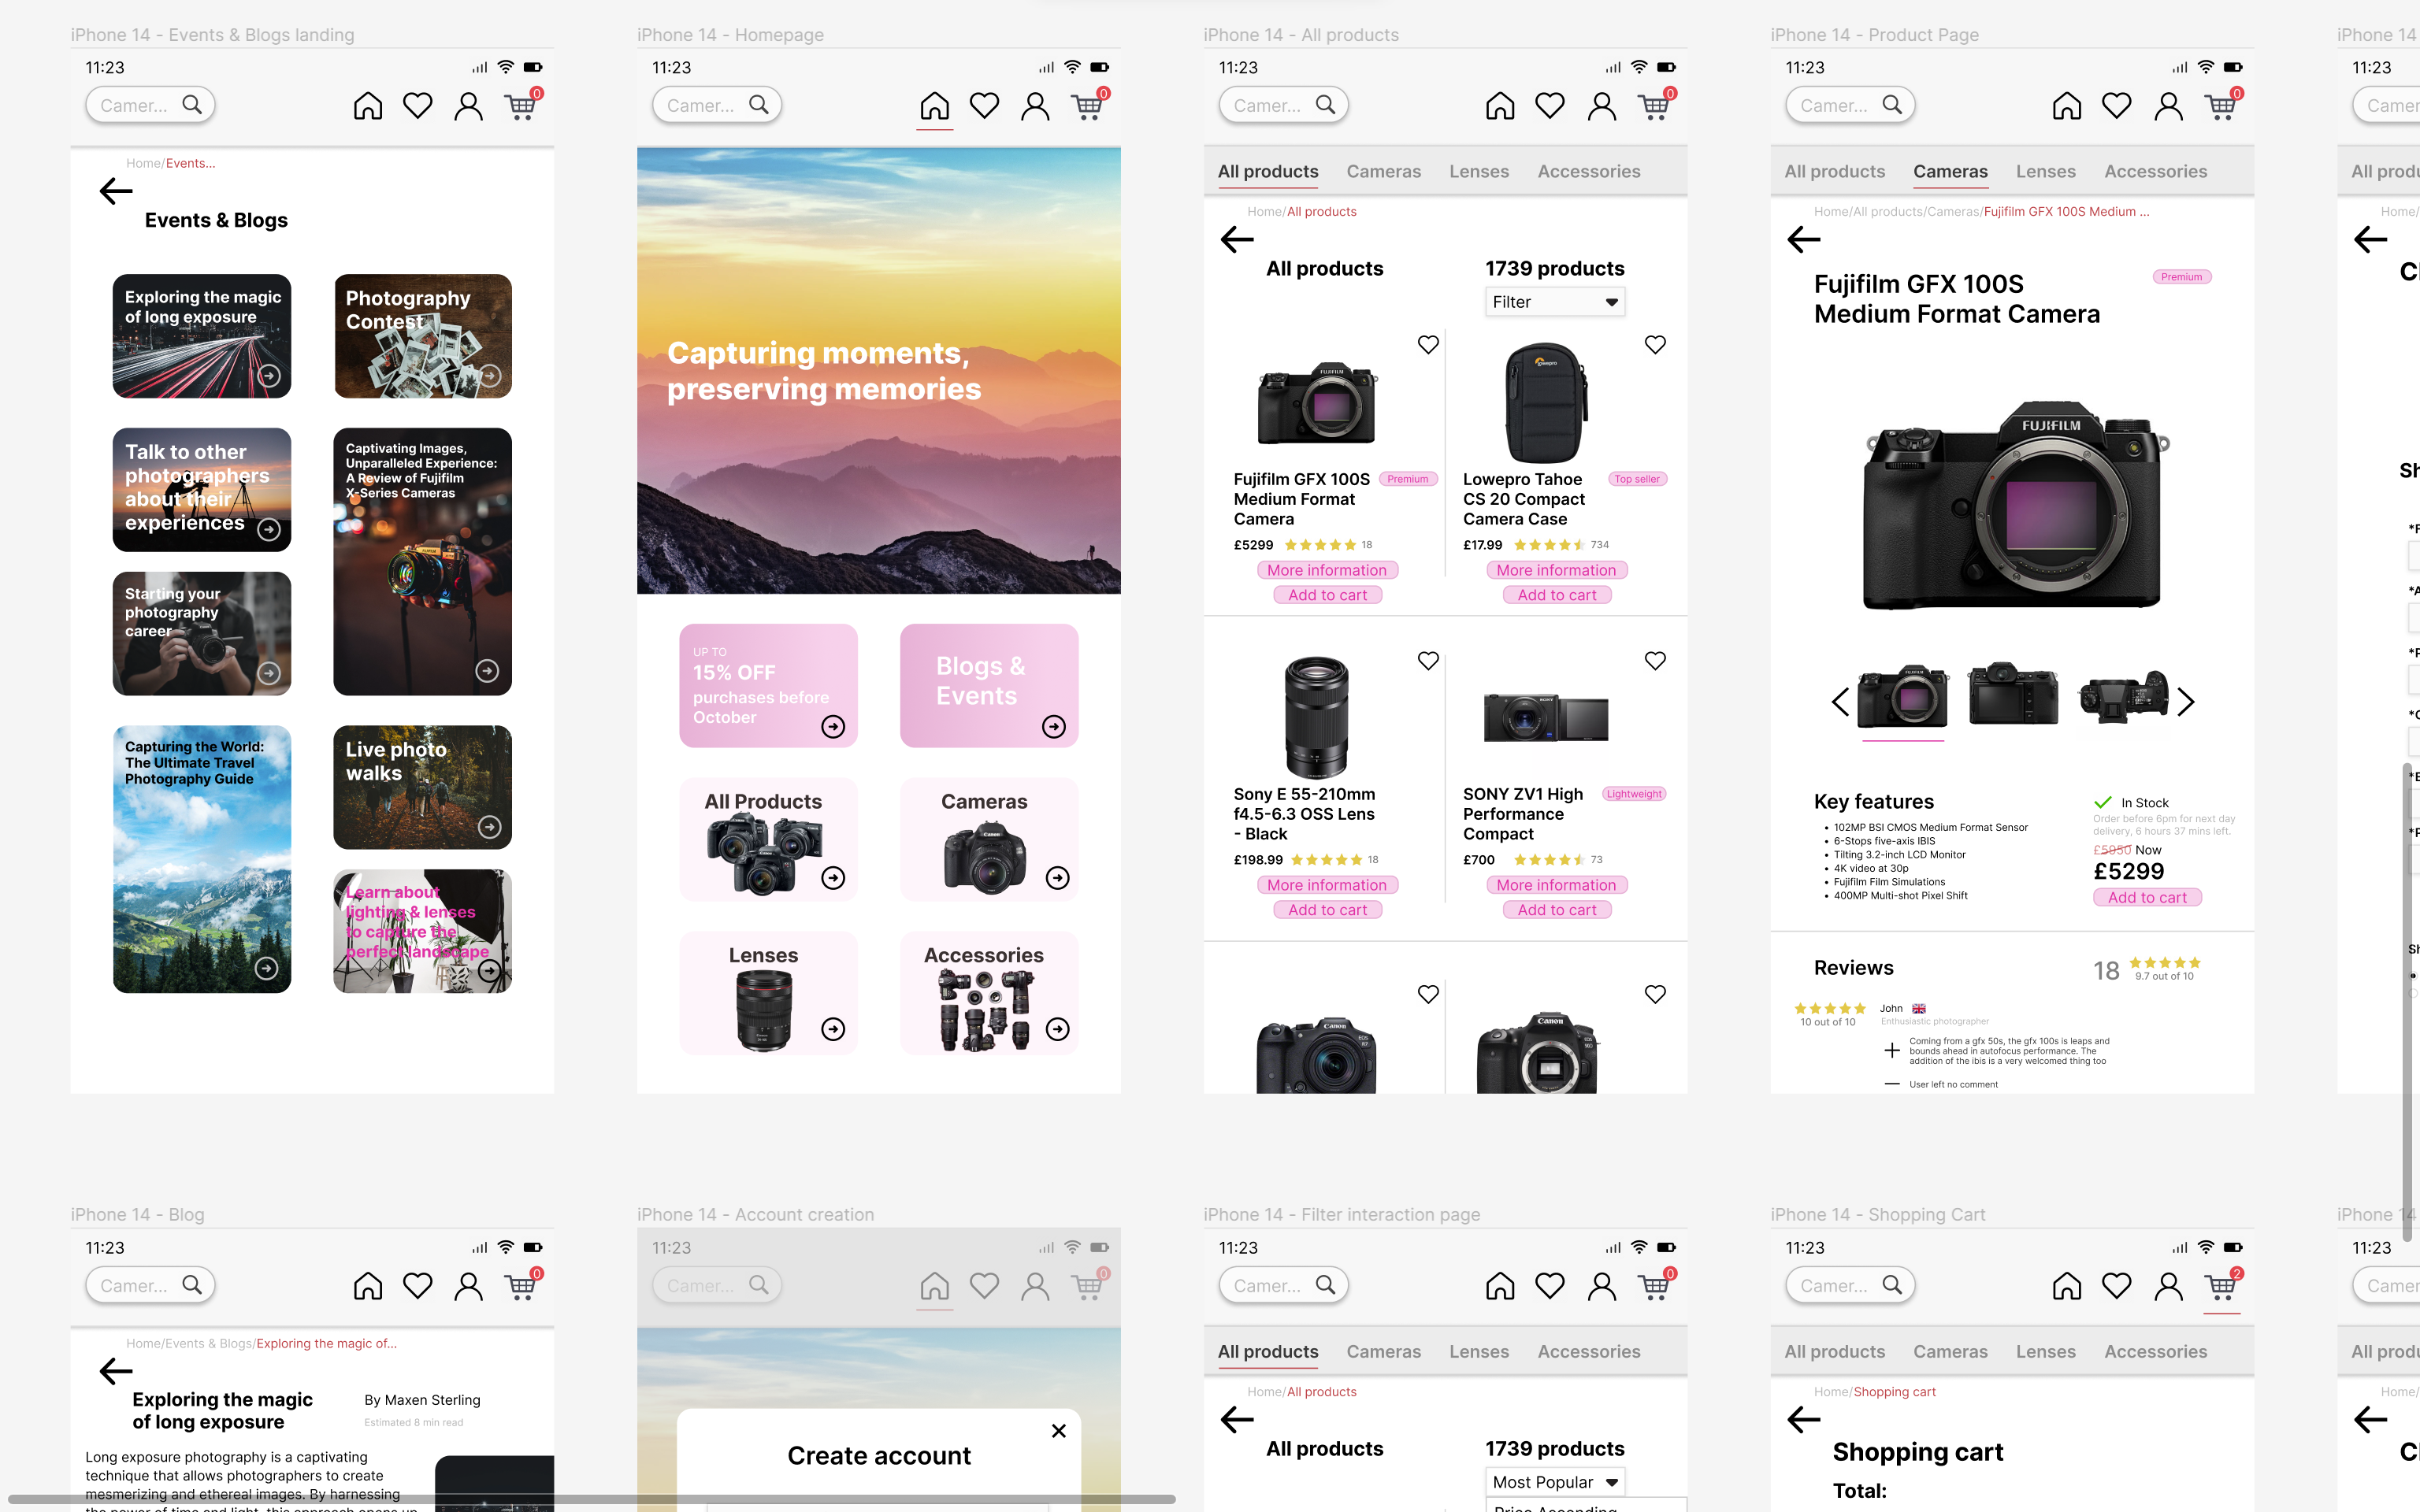 iPhone 14 - Events & Blogs landing
11:23
Camer...
0
Home/Events...
Events & Blogs
Exploring the magic
of long exposure
Photography
Contest
Talk to other
photographers
about their
experiences
Captivating Images,
Unparalleled Experience:
A Review of Fujifilm
X-Series Cameras
Starting your
photography
career
Capturing the World:
The Ultimate Travel
Photography Guide
Live photo
walks
Learn about
lighting & lenses
to capture the
perfect landscape
iPhone 14 - Homepage
11:23
Camer...
0
Capturing moments,
preserving memories
UP TO
15% OFF
purchases before
October
Blogs &
Events
All Products
Cameras
Lenses
Accessories
iPhone 14 - All products
11:23
Camer...
0
All products Cameras Lenses Accessories
Home/All products
All products
1739 products
Filter
FUJIFILM
Fujifilm GFX 100S
Medium Format
Camera
Premium
£5299 18
More information
Add to cart
lowepro
Lowepro Tahoe
CS 20 Compact
Camera Case
Top seller
£17.99 734
More information
Add to cart
Sony E 55-210mm
f4.5-6.3 OSS Lens
- Black
£198.99 18
More information
Add to cart
SONY ZV1 High
Performance
Compact
Lightweight
£700 73
More information
Add to cart
Canon
Canon
iPhone 14 - Product Page
11:23
Camer...
0
All products Cameras Lenses Accessories
Home/All products/Cameras/Fujifilm GFX 100S Medium ...
Fujifilm GFX 100S
Medium Format Camera
Premium
FUJIFILM
Key features
102MP BSI CMOS Medium Format Sensor
6-Stops five-axis IBIS
Tilting 3.2-inch LCD Monitor
4K video at 30p
Fujifilm Film Simulations
400MP Multi-shot Pixel Shift
In Stock
Order before 6pm for next day
delivery, 6 hours 37 mins left.
£5950 Now
£5299
Add to cart
Reviews
18
9.7 out of 10
10 out of 10
John
Enthusiastic photographer
Coming from a gfx 50s, the gfx 100s is leaps and
bounds ahead in autofocus performance. The
addition of the ibis is a very welcomed thing too
User left no comment
iPhone 14
11:23
Camer
All produ
Home/
iPhone 14 - Blog
11:23
Camer...
0
Home/Events & Blogs/Exploring the magic of...
Exploring the magic
of long exposure
By Maxen Sterling
Estimated 8 min read
Long exposure photography is a captivating
technique that allows photographers to create
mesmerizing and ethereal images. By harnessing
the power of time and light, this approach opens up
iPhone 14 - Account creation
11:23
Camer...
0
Create account
iPhone 14 - Filter interaction page
11:23
Camer...
0
All products Cameras Lenses Accessories
Home/All products
All products
1739 products
Most Popular
Price Ascending
iPhone 14 - Shopping Cart
11:23
Camer...
2
All products Cameras Lenses Accessories
Home/Shopping cart
Shopping cart
Total:
iPhone 14
11:23
Camer
All produ
Home/